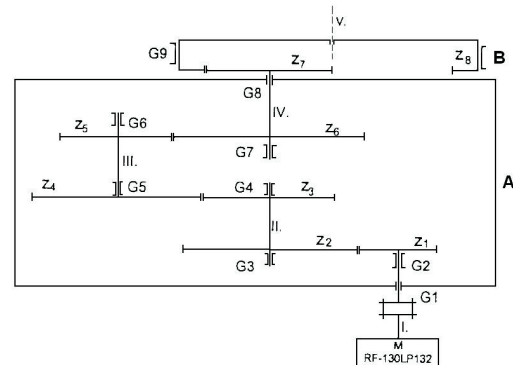 V.
G9
Z7
Z8
B
G8
IV.
Z5
G6
Z6
G7
III.
Z4
G5
G4
Z3
A
II.
Z2
Z1
G3
G2
G1
I.
M
RF-130LP132